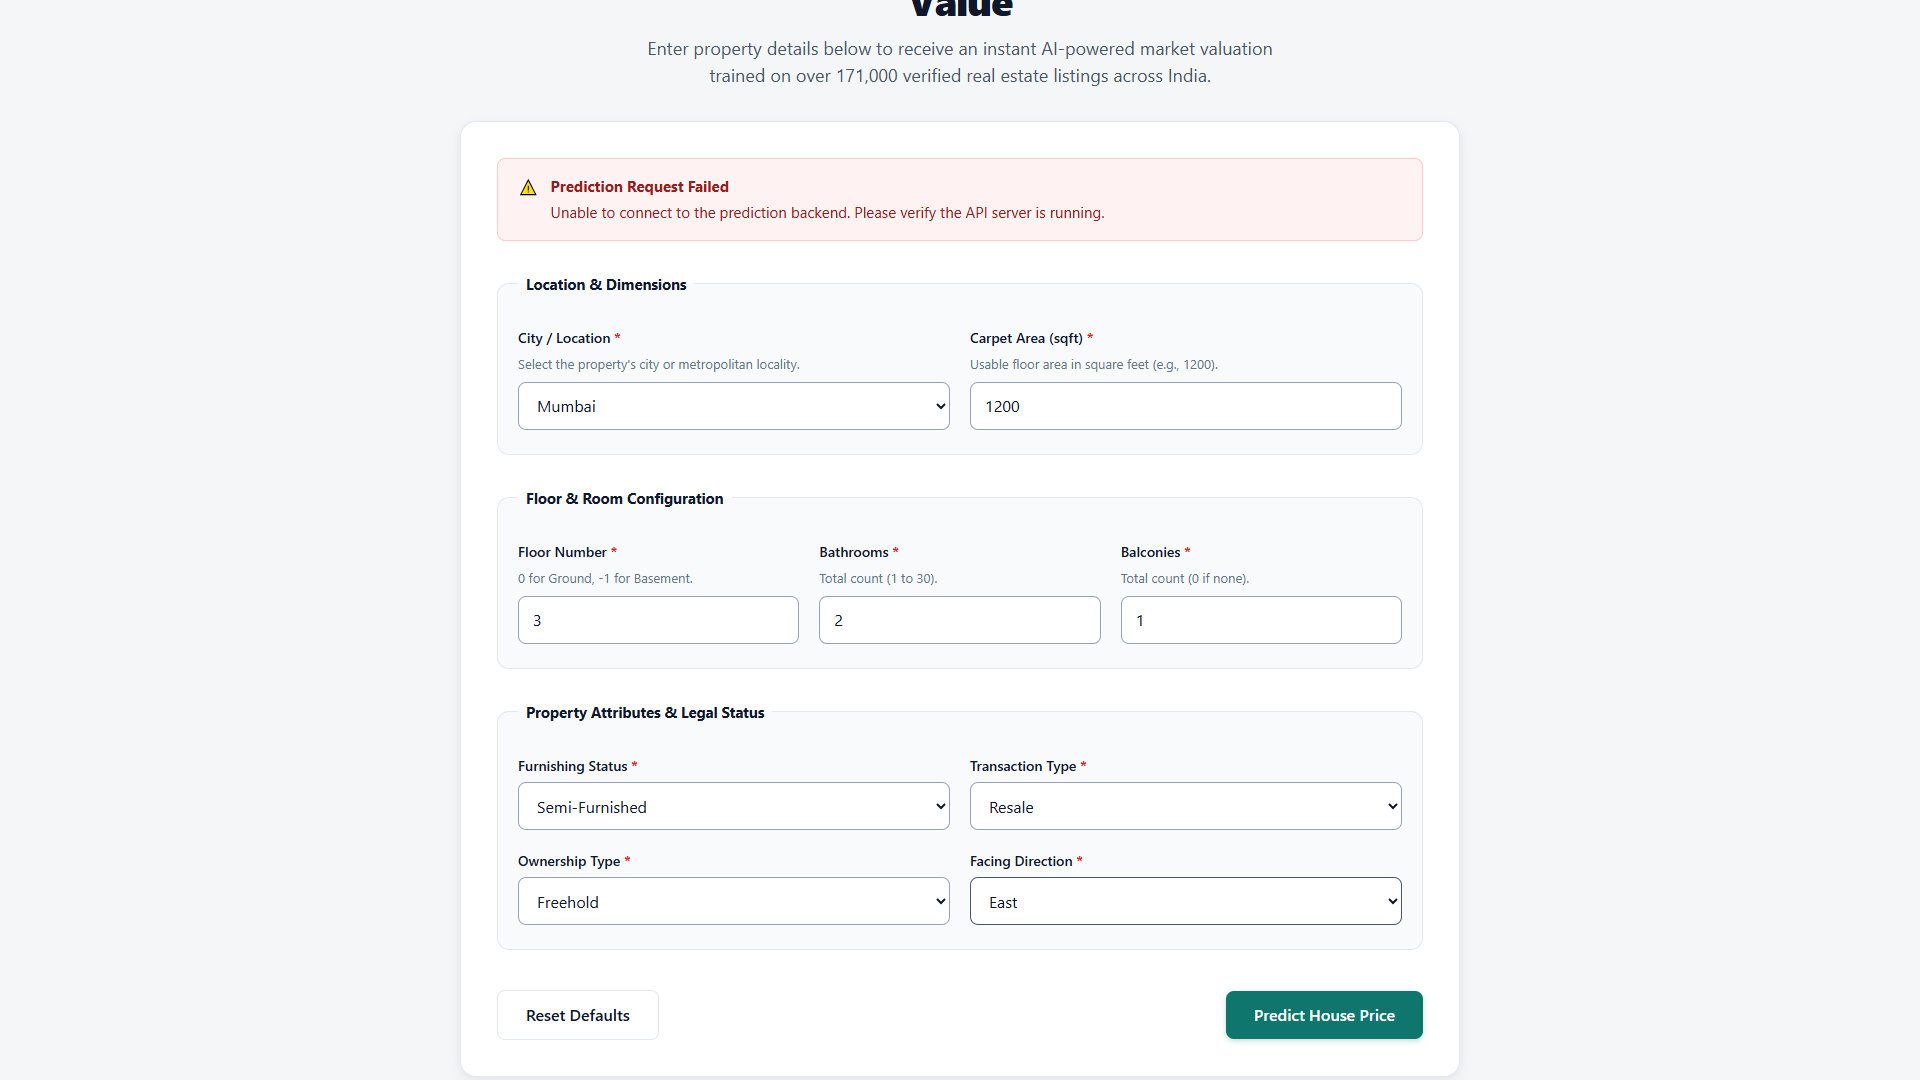 Value
Enter property details below to receive an instant AI-powered market valuation
trained on over 171,000 verified real estate listings across India.
Prediction Request Failed
Unable to connect to the prediction backend. Please verify the API server is running.
Location & Dimensions
City / Location *
Select the property's city or metropolitan locality.
Mumbai
Carpet Area (sqft) *
Usable floor area in square feet (e.g., 1200).
1200
Floor & Room Configuration
Floor Number *
0 for Ground, -1 for Basement.
3
Bathrooms *
Total count (1 to 30).
2
Balconies *
Total count (0 if none).
1
Property Attributes & Legal Status
Furnishing Status *
Semi-Furnished
Transaction Type *
Resale
Ownership Type *
Freehold
Facing Direction *
East
Reset Defaults
Predict House Price